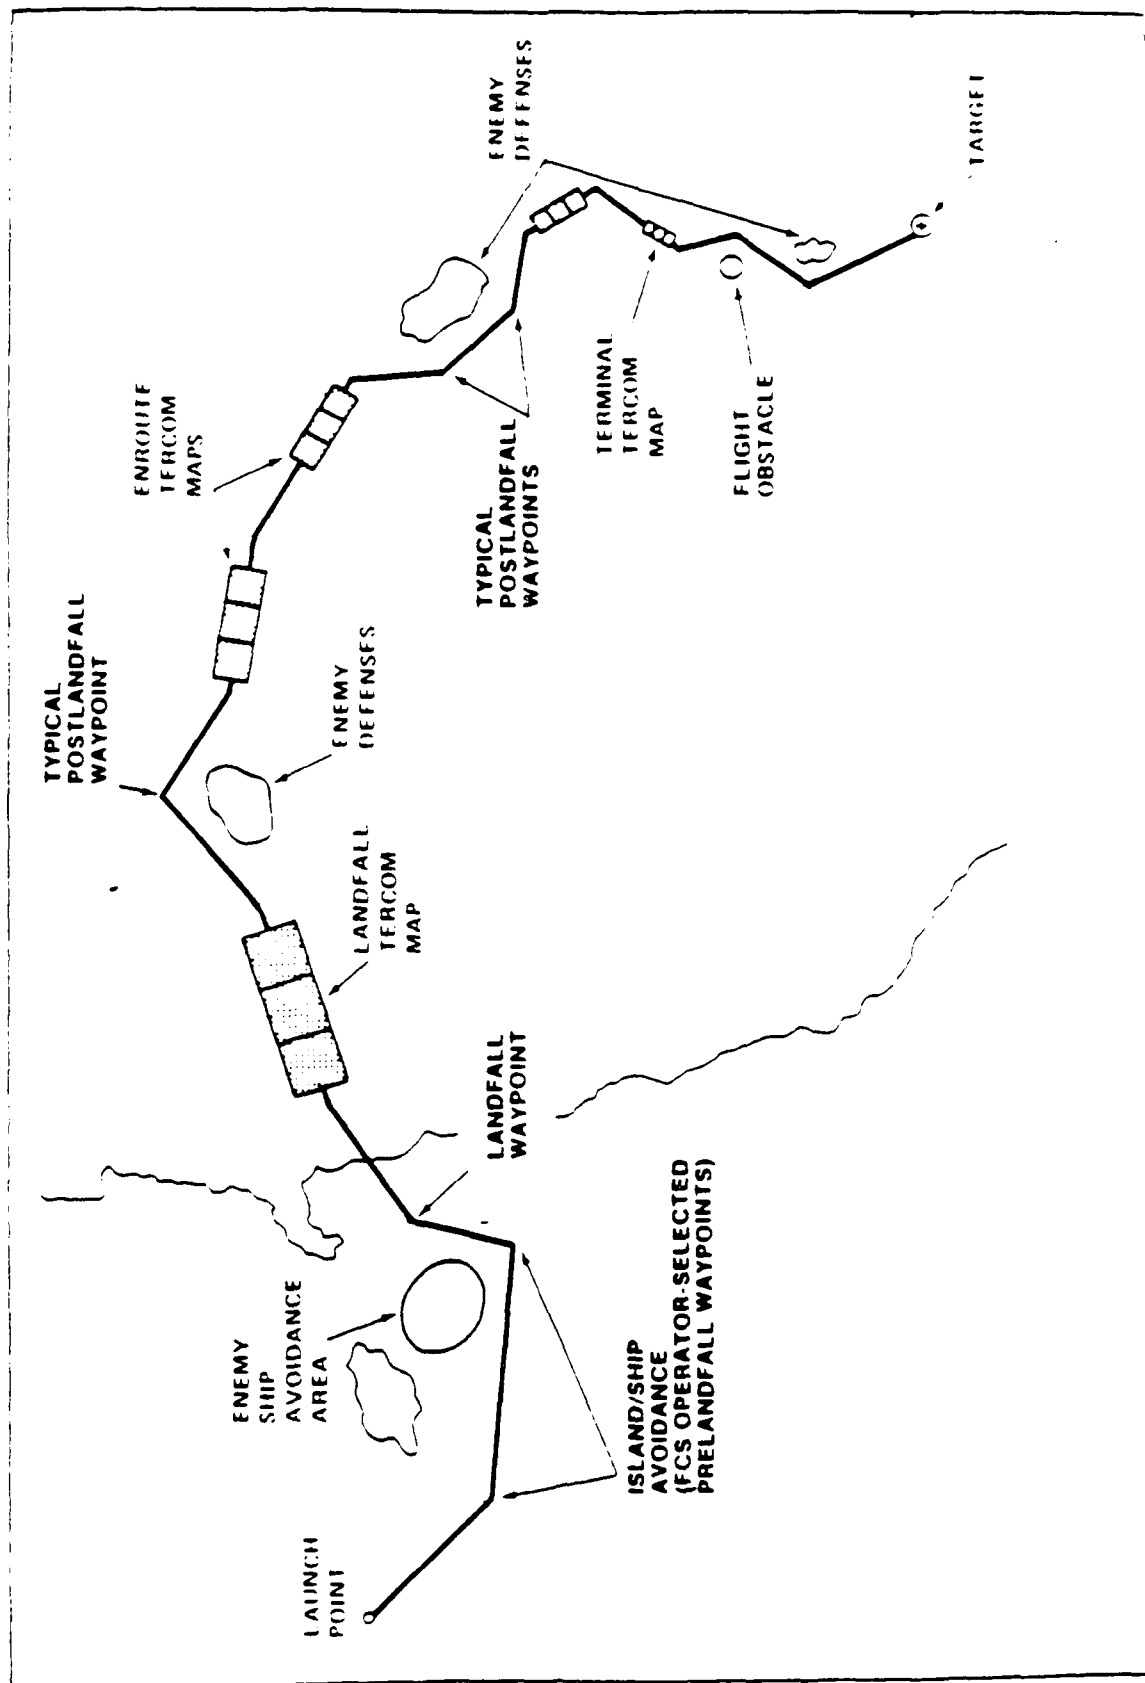 LAUNCH
POINT
ENEMY
SHIP
AVOIDANCE
AREA
ISLAND/SHIP
AVOIDANCE
(FCS OPERATOR-SELECTED
PRELANDFALL WAYPOINTS)
LANDFALL
WAYPOINT
LANDFALL
TERCOM
MAP
TYPICAL
POSTLANDFALL
WAYPOINT
ENEMY
DEFENSES
ENROUTE
TERCOM
MAPS
TYPICAL
POSTLANDFALL
WAYPOINTS
TERMINAL
TERCOM
MAP
FLIGHT
OBSTACLE
ENEMY
DEFENSES
TARGET